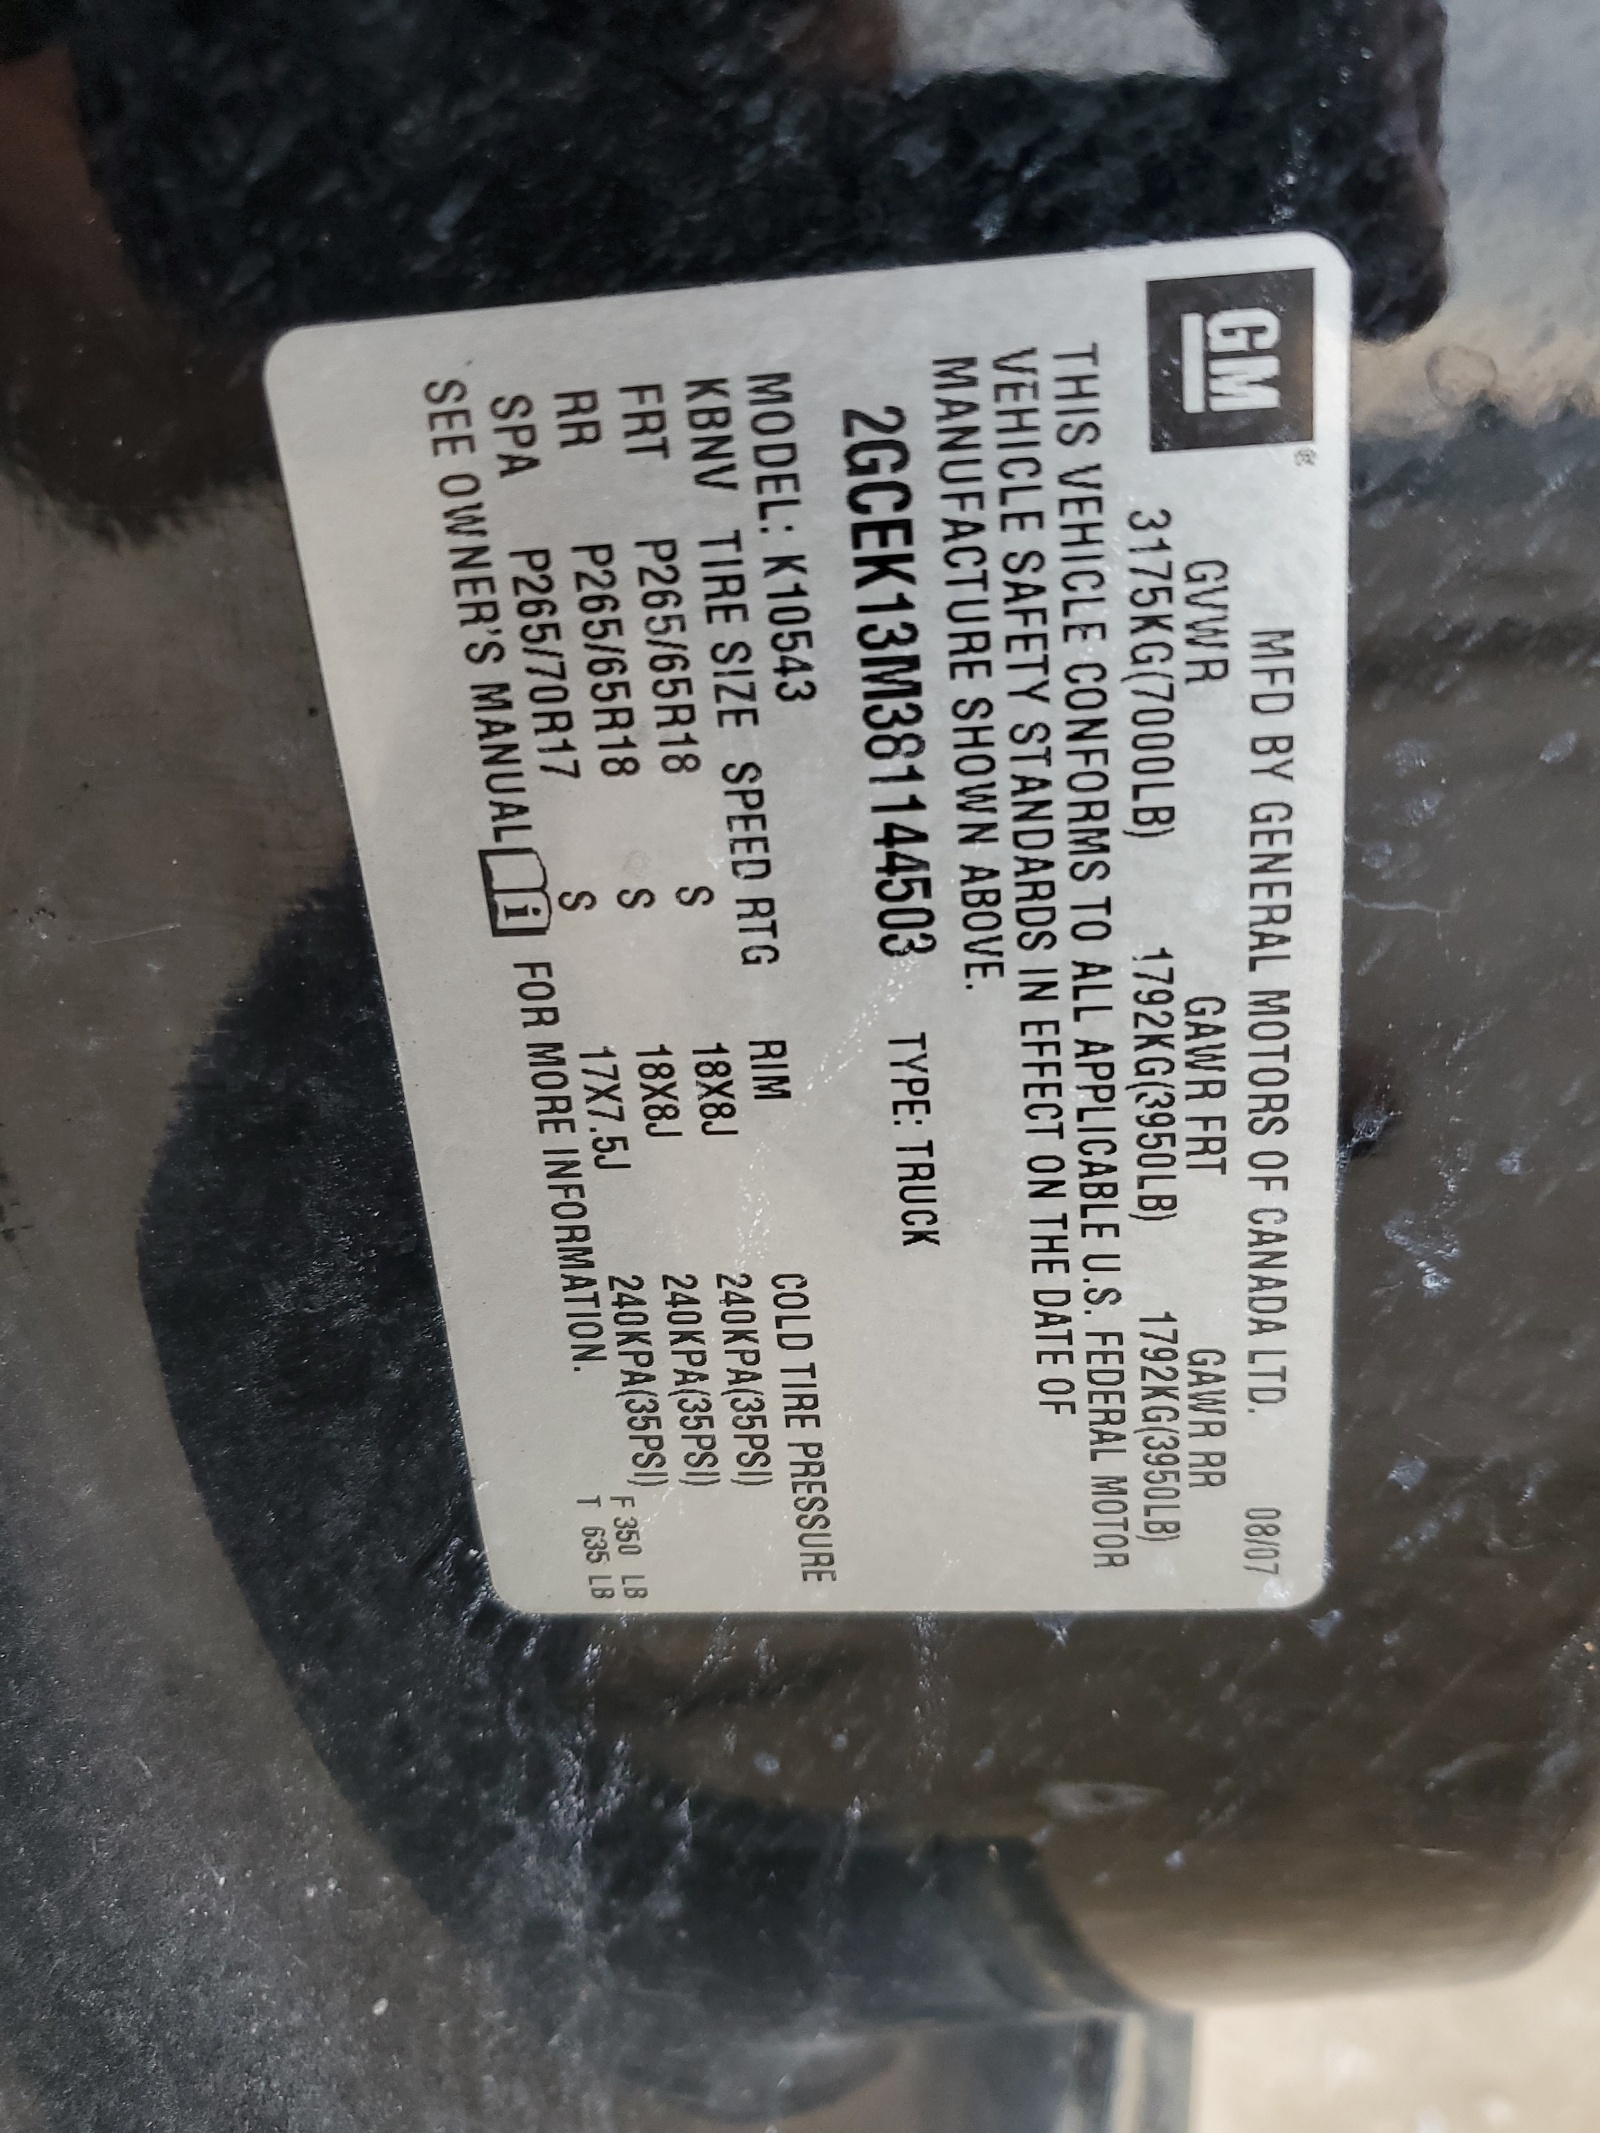 GM®
MFD BY GENERAL MOTORS OF CANADA LTD. 08/07
GVWR GAWR FRT GAWR RR
3175KG(7000LB) 1792KG(3950LB) 1792KG(3950LB)
THIS VEHICLE CONFORMS TO ALL APPLICABLE U.S. FEDERAL MOTOR
VEHICLE SAFETY STANDARDS IN EFFECT ON THE DATE OF
MANUFACTURE SHOWN ABOVE.
2GCEK13M381144503 TYPE: TRUCK
MODEL: K10543
KBNV TIRE SIZE SPEED RTG RIM COLD TIRE PRESSURE
FRT P265/65R18 S 18X8J 240KPA(35PSI)
RR P265/65R18 S 18X8J 240KPA(35PSI)
SPA P265/70R17 S 17X7.5J 240KPA(35PSI) F 350 LB
SEE OWNER'S MANUAL i FOR MORE INFORMATION. T 635 LB